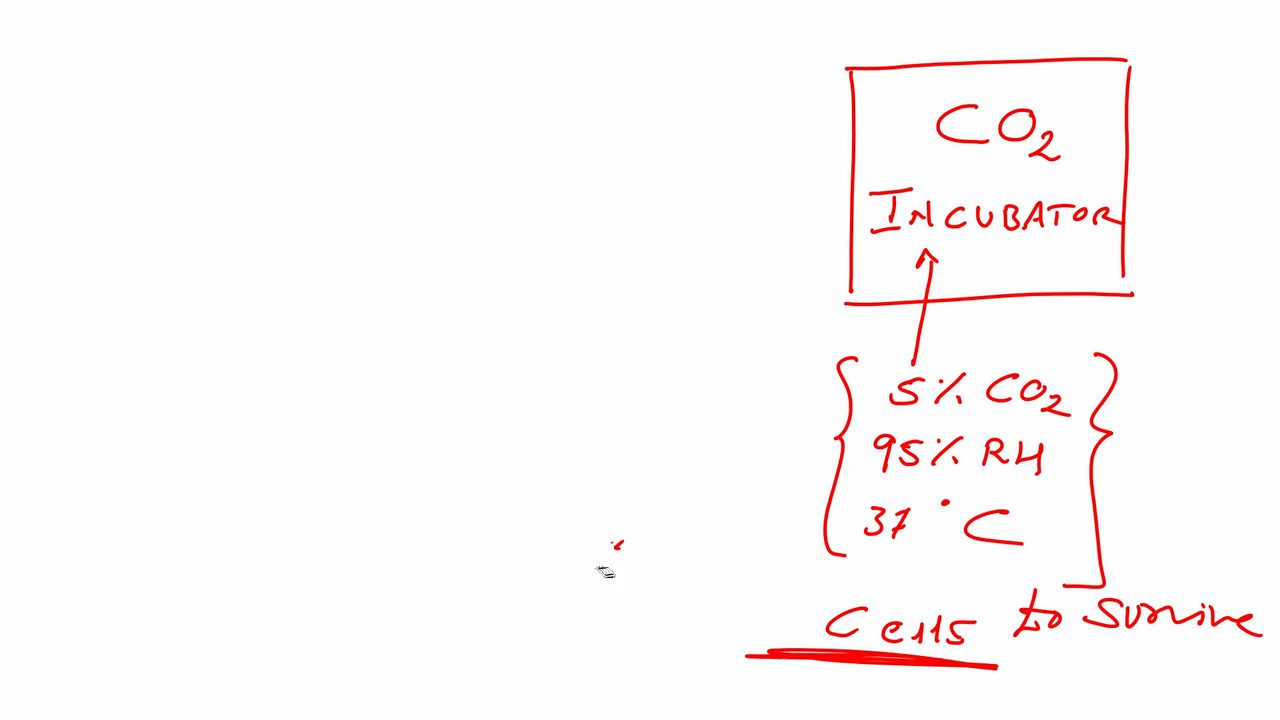 CO2
INCUBATOR
5% CO2
95% RH
37 °C
Cells to survive